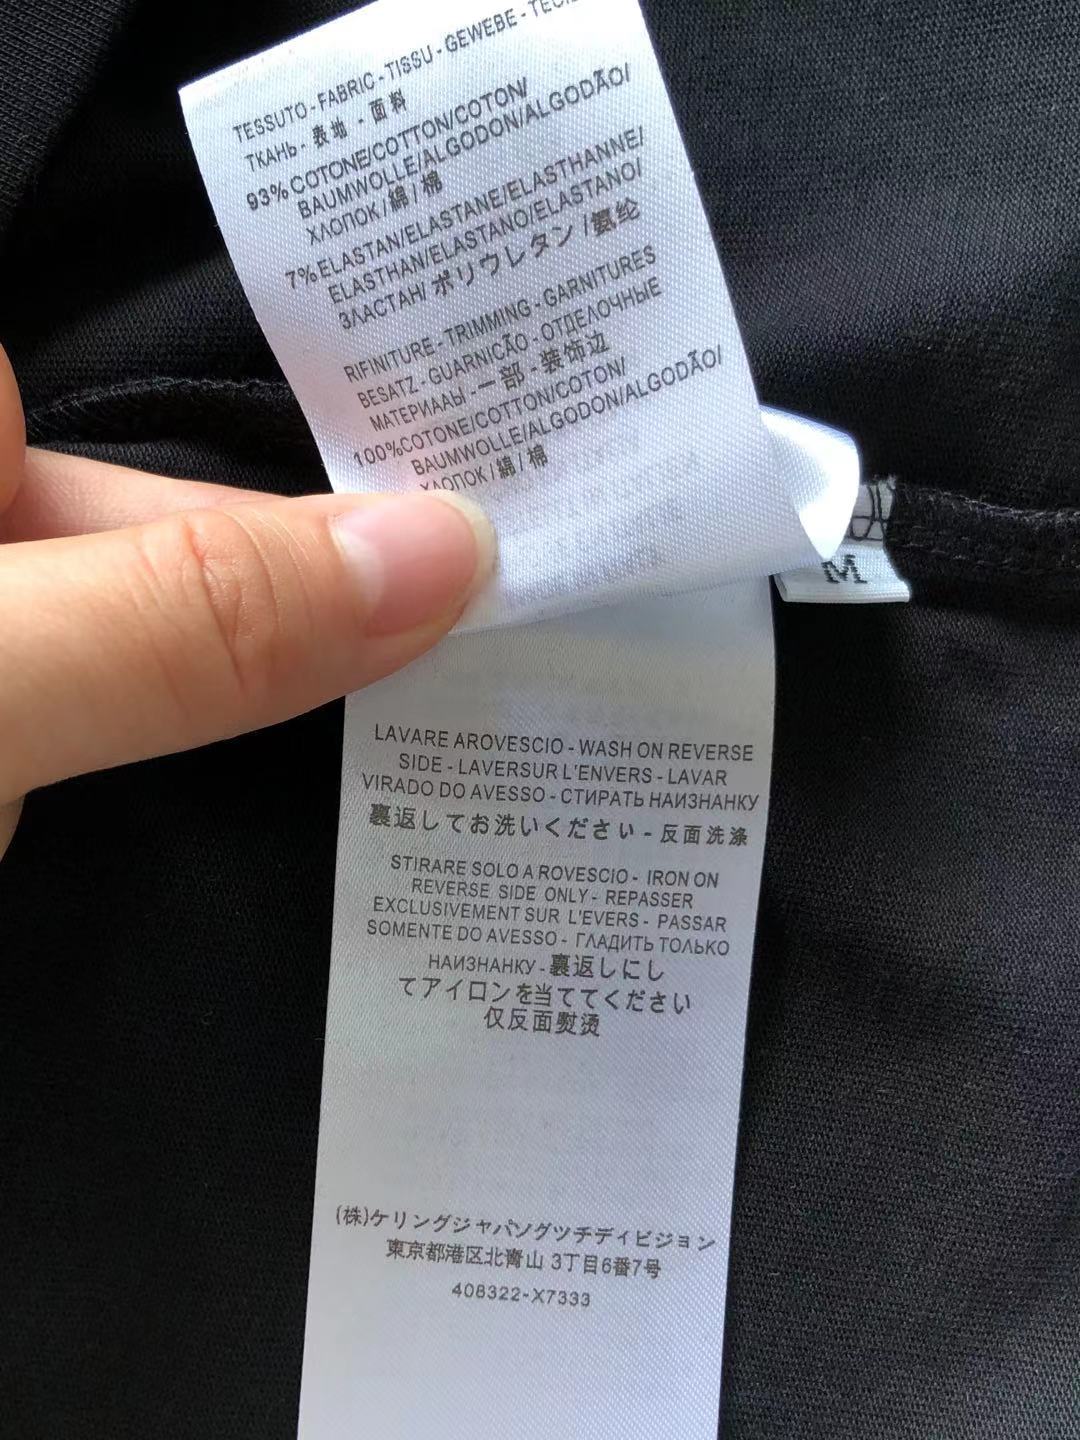 TESSUTO - FABRIC - TISSU - GEWEBE - TECI
ТКАНЬ - 表地 - 面料
93% COTONE/COTTON/COTON/
BAUMWOLLE/ALGODON/ALGODÃO/
ХЛОПОК/綿/棉
7% ELASTAN/ELASTANE/ELASTHANNE/
ELASTHAN/ELASTANO/ELASTANO/
ЗЛАСТАН/ ポリウレタン /氨纶
RIFINITURE - TRIMMING - GARNITURES
BESATZ - GUARNICÃO - ОТДЕЛОЧНЫЕ
МАТЕРИААЫ - 一部 - 装饰边
100%COTONE/COTTON/COTON/
BAUMWOLLE/ALGODON/ALGODÃO/
ХЛОПОК/綿/棉
M
LAVARE AROVESCIO - WASH ON REVERSE
SIDE - LAVERSUR L'ENVERS - LAVAR
VIRADO DO AVESSO - СТИРАТЬ НАИЗНАНКУ
裏返してお洗いください - 反面洗涤
STIRARE SOLO A ROVESCIO - IRON ON
REVERSE SIDE ONLY - REPASSER
EXCLUSIVEMENT SUR L'EVERS - PASSAR
SOMENTE DO AVESSO - ГЛАДИТЬ ТОЛЬКО
НАИЗНАНКУ - 裏返しにし
てアイロンを当ててください
仅反面熨烫
(株)ケリングジャパソグツチディビジョン
東京都港区北青山 3丁目6番7号
408322-X7333